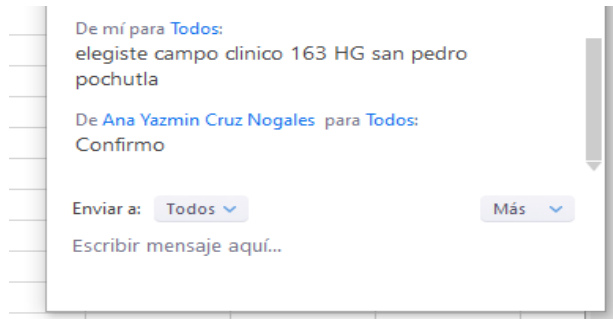 De mí para Todos:
elegiste campo clinico 163 HG san pedro
pochutla
De Ana Yazmin Cruz Nogales para Todos:
Confirmo
Enviar a: Todos Más
Escribir mensaje aquí...